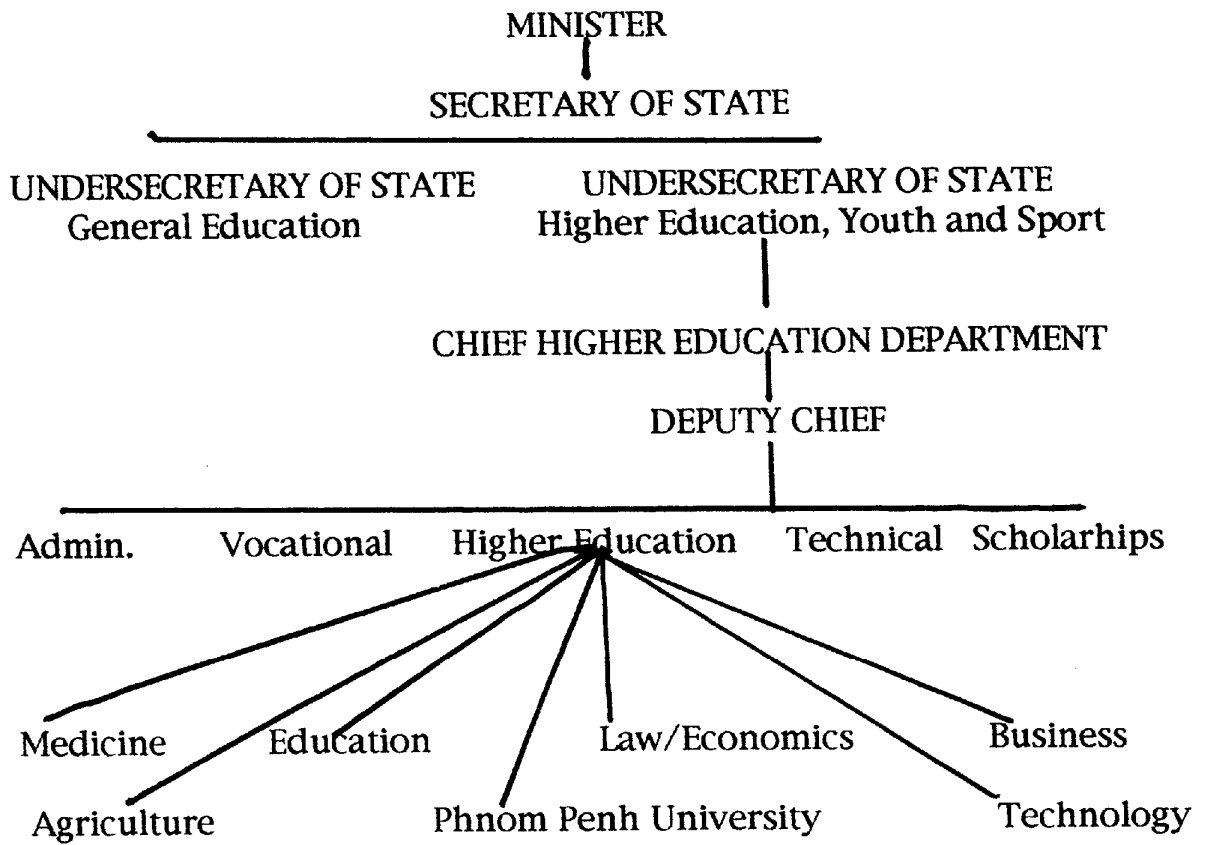 MINISTER
SECRETARY OF STATE
UNDERSECRETARY OF STATE
General Education
UNDERSECRETARY OF STATE
Higher Education, Youth and Sport
CHIEF HIGHER EDUCATION DEPARTMENT
DEPUTY CHIEF
Admin. Vocational Higher Education Technical Scholarhips
Medicine Education Law/Economics Business
Agriculture Phnom Penh University Technology